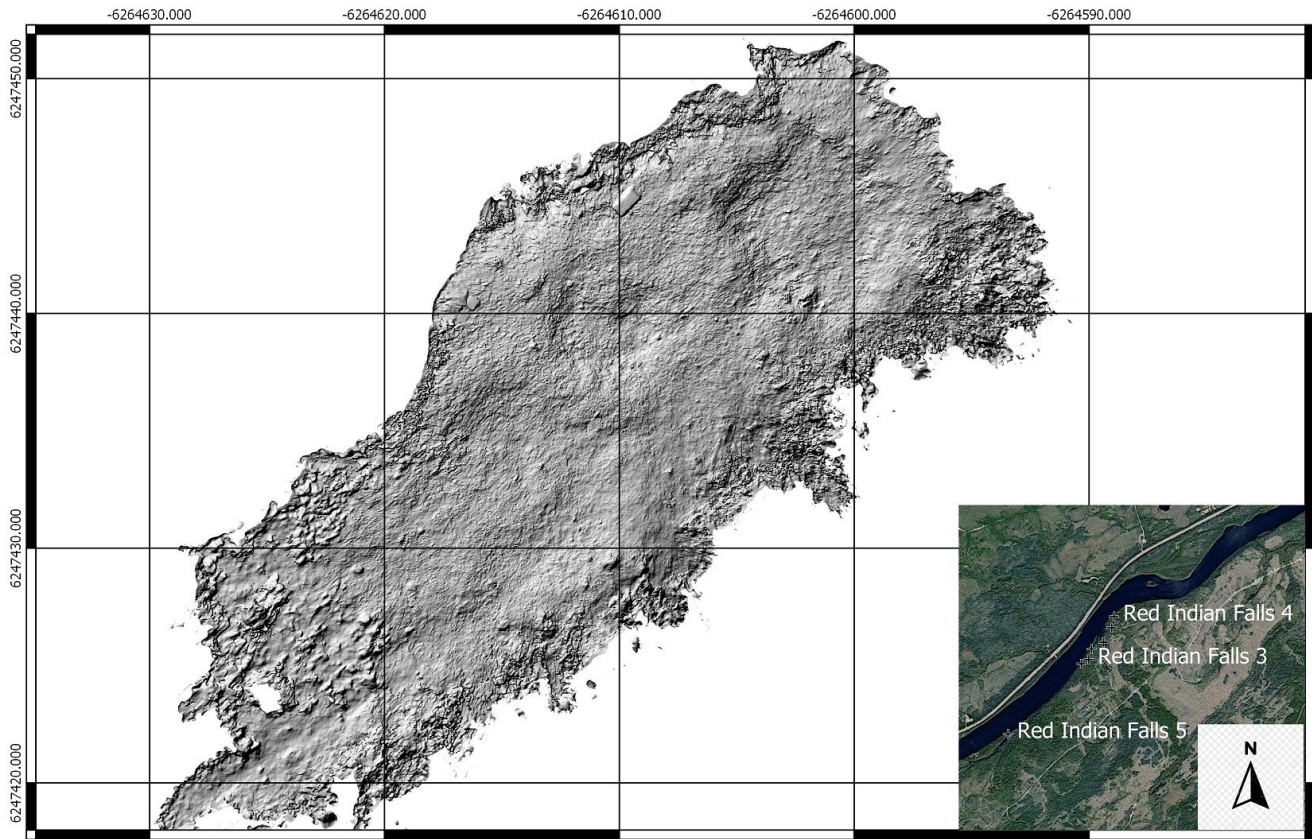 -6264630.000 -6264620.000 -6264610.000 -6264600.000 -6264590.000
6247450.000
6247440.000
6247430.000
6247420.000
Red Indian Falls 4
Red Indian Falls 3
Red Indian Falls 5
N